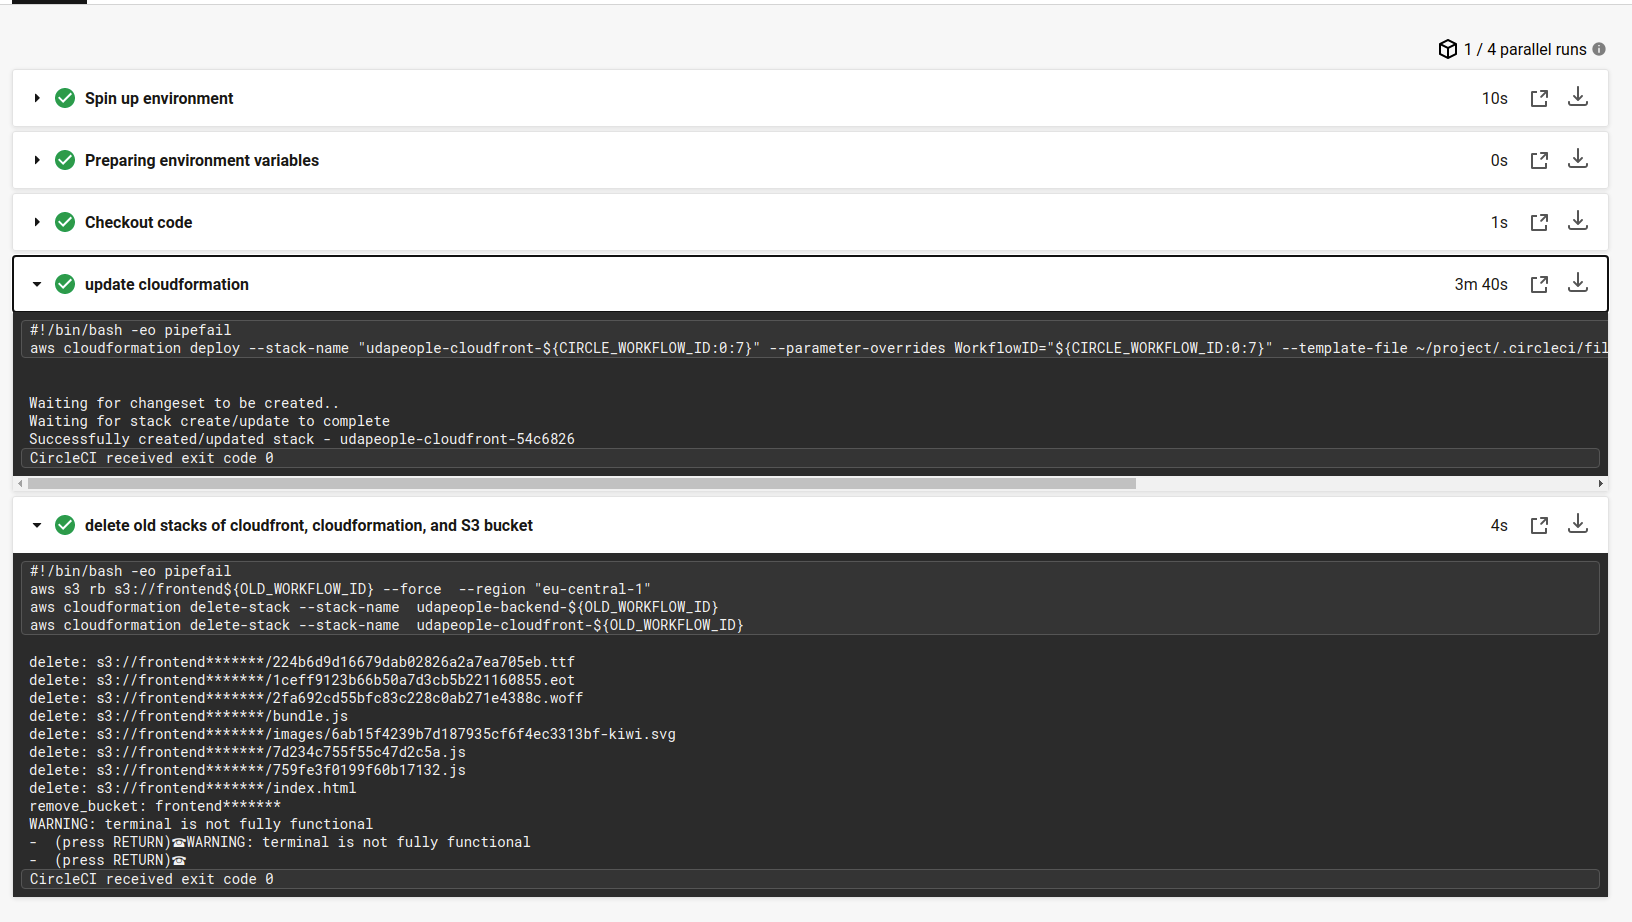 1 / 4 parallel runs
Spin up environment 10s
Preparing environment variables 0s
Checkout code 1s
update cloudformation 3m 40s
#!/bin/bash -eo pipefail
aws cloudformation deploy --stack-name "udapeople-cloudfront-${CIRCLE_WORKFLOW_ID:0:7}" --parameter-overrides WorkflowID="${CIRCLE_WORKFLOW_ID:0:7}" --template-file ~/project/.circleci/fil
Waiting for changeset to be created..
Waiting for stack create/update to complete
Successfully created/updated stack - udapeople-cloudfront-54c6826
CircleCI received exit code 0
delete old stacks of cloudfront, cloudformation, and S3 bucket 4s
#!/bin/bash -eo pipefail
aws s3 rb s3://frontend${OLD_WORKFLOW_ID} --force  --region "eu-central-1"
aws cloudformation delete-stack --stack-name  udapeople-backend-${OLD_WORKFLOW_ID}
aws cloudformation delete-stack --stack-name  udapeople-cloudfront-${OLD_WORKFLOW_ID}
delete: s3://frontend*******/224b6d9d16679dab02826a2a7ea705eb.ttf
delete: s3://frontend*******/1ceff9123b66b50a7d3cb5b221160855.eot
delete: s3://frontend*******/2fa692cd55bfc83c228c0ab271e4388c.woff
delete: s3://frontend*******/bundle.js
delete: s3://frontend*******/images/6ab15f4239b7d187935cf6f4ec3313bf-kiwi.svg
delete: s3://frontend*******/7d234c755f55c47d2c5a.js
delete: s3://frontend*******/759fe3f0199f60b17132.js
delete: s3://frontend*******/index.html
remove_bucket: frontend*******
WARNING: terminal is not fully functional
-  (press RETURN)☎WARNING: terminal is not fully functional
-  (press RETURN)☎
CircleCI received exit code 0